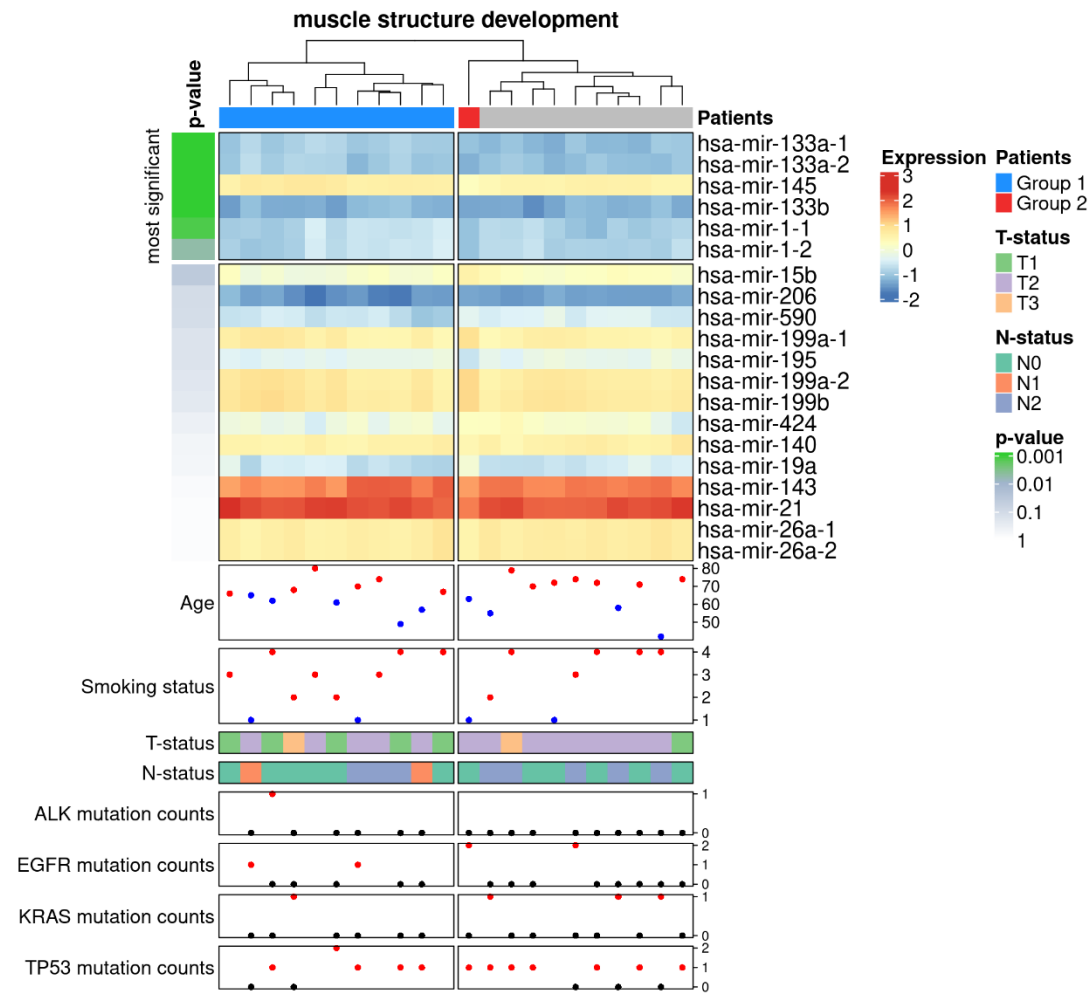 muscle structure development
p-value
most significant
Patients
hsa-mir-133a-1
hsa-mir-133a-2
hsa-mir-145
hsa-mir-133b
hsa-mir-1-1
hsa-mir-1-2
hsa-mir-15b
hsa-mir-206
hsa-mir-590
hsa-mir-199a-1
hsa-mir-195
hsa-mir-199a-2
hsa-mir-199b
hsa-mir-424
hsa-mir-140
hsa-mir-19a
hsa-mir-143
hsa-mir-21
hsa-mir-26a-1
hsa-mir-26a-2
Expression
3
2
1
0
-1
-2
Patients
Group 1
Group 2
T-status
T1
T2
T3
N-status
N0
N1
N2
p-value
0.001
0.01
0.1
1
Age
80
70
60
50
Smoking status
4
3
2
1
T-status
N-status
ALK mutation counts
1
0
EGFR mutation counts
2
1
0
KRAS mutation counts
1
0
TP53 mutation counts
2
1
0